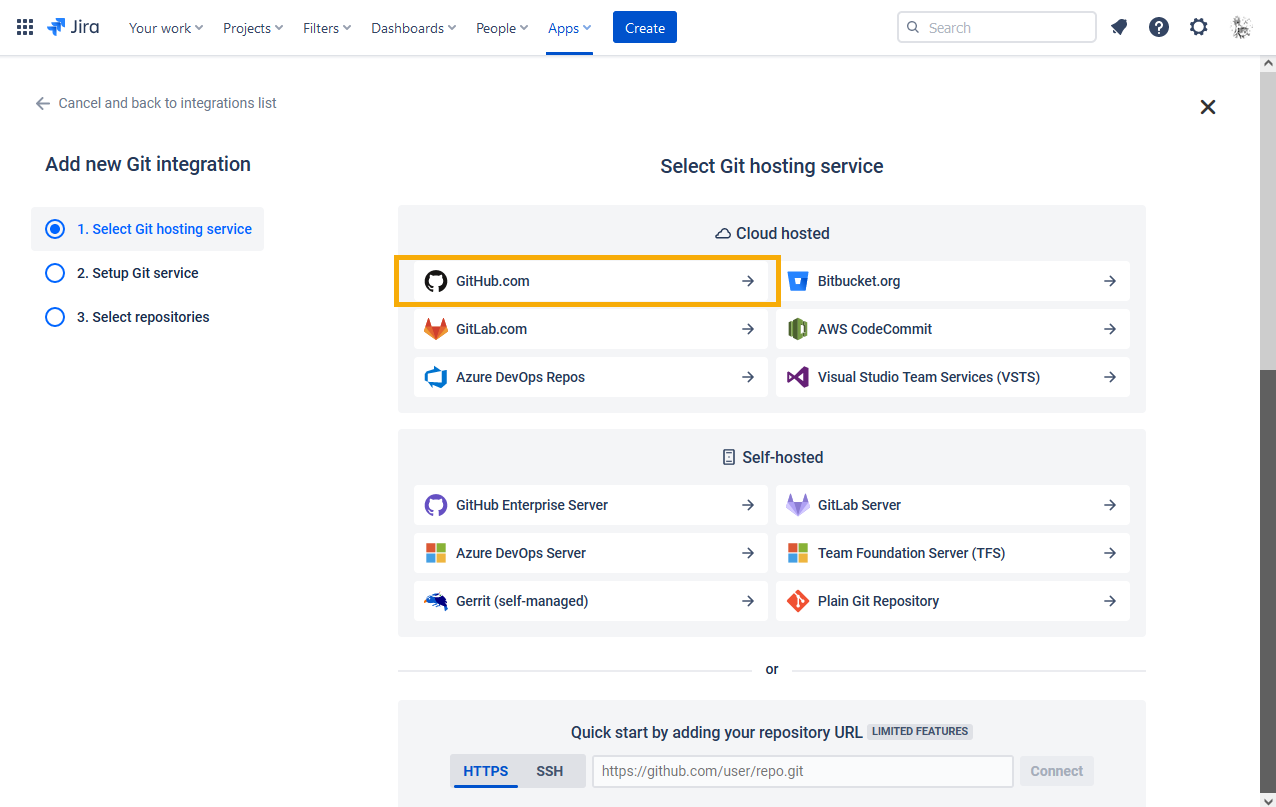 Jira Your work Projects Filters Dashboards People Apps Create Search
Cancel and back to integrations list
Add new Git integration
1. Select Git hosting service
2. Setup Git service
3. Select repositories
Select Git hosting service
Cloud hosted
GitHub.com Bitbucket.org
GitLab.com AWS CodeCommit
Azure DevOps Repos Visual Studio Team Services (VSTS)
Self-hosted
GitHub Enterprise Server GitLab Server
Azure DevOps Server Team Foundation Server (TFS)
Gerrit (self-managed) Plain Git Repository
or
Quick start by adding your repository URL LIMITED FEATURES
HTTPS SSH https://github.com/user/repo.git Connect